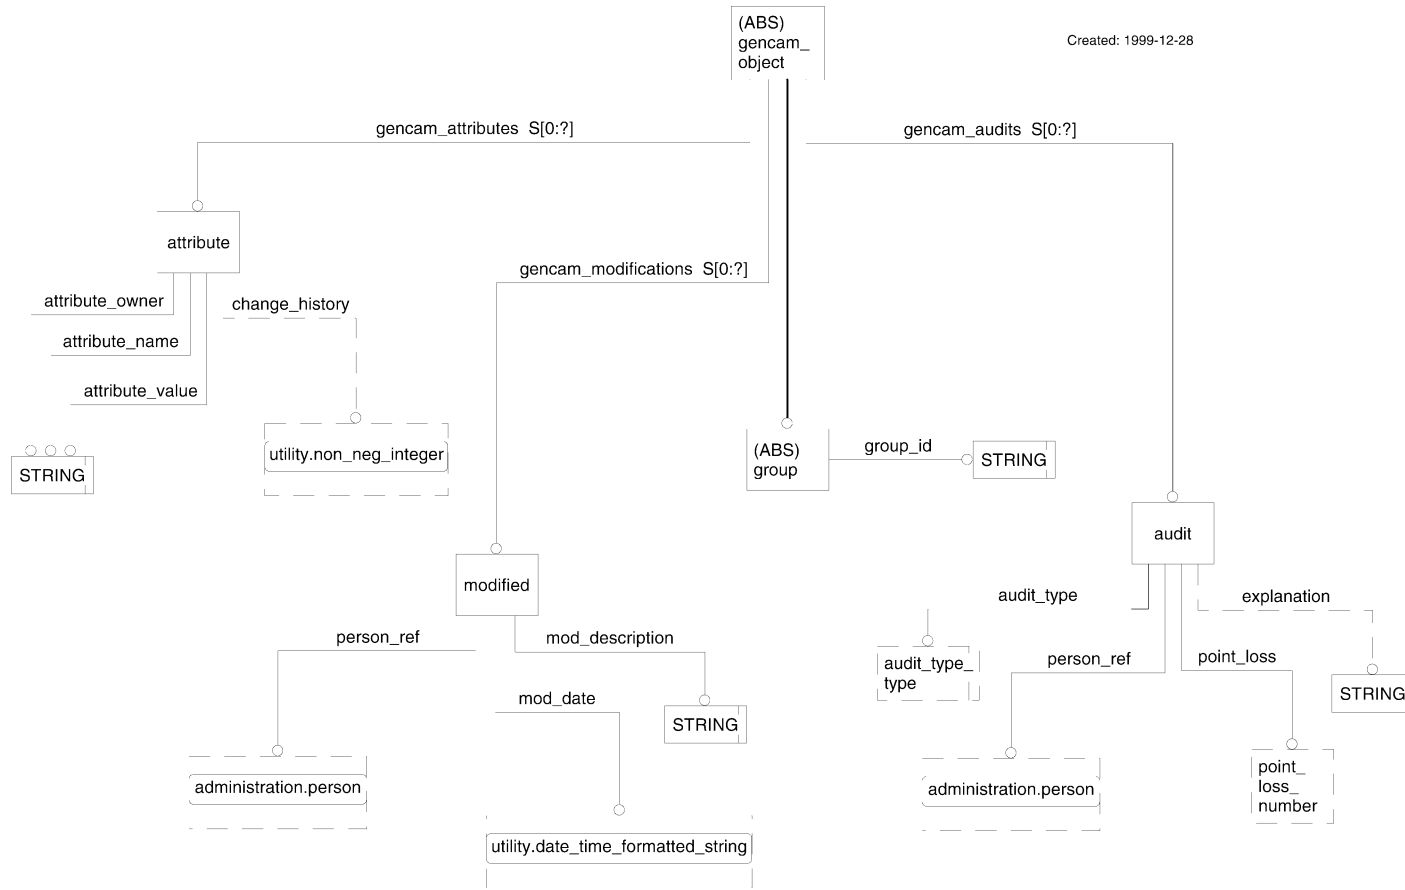 (ABS)
gencam_
object
Created: 1999-12-28
gencam_attributes S[0:?]
gencam_audits S[0:?]
attribute
gencam_modifications S[0:?]
attribute_owner
change_history
attribute_name
attribute_value
STRING
utility.non_neg_integer
(ABS)
group
group_id
STRING
audit
modified
audit_type
explanation
person_ref
mod_description
audit_type_
type
person_ref
point_loss
STRING
mod_date
STRING
administration.person
administration.person
point_
loss_
number
utility.date_time_formatted_string